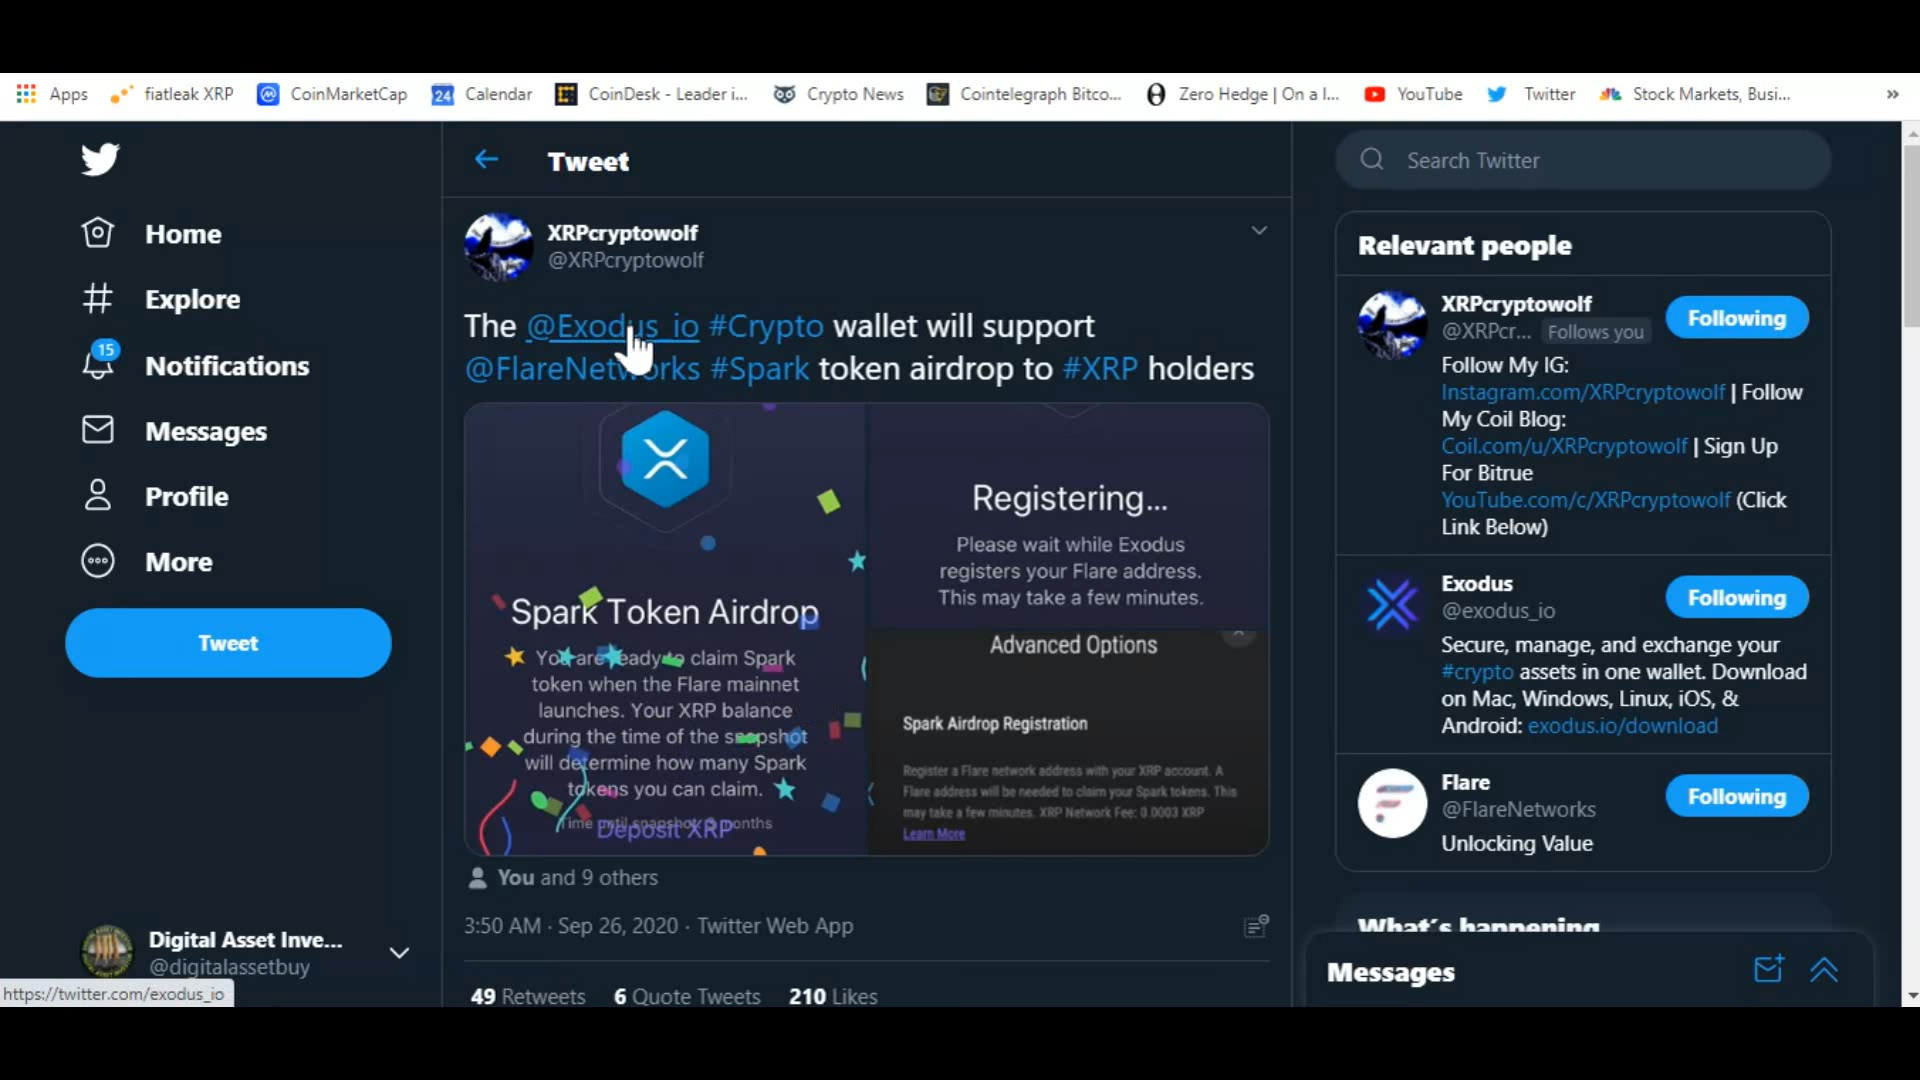 Apps fiatleak XRP CoinMarketCap 24 Calendar CoinDesk - Leader i... Crypto News Cointelegraph Bitco... Zero Hedge | On a l... YouTube Twitter Stock Markets, Busi... »
Tweet
Search Twitter
Home
Explore
15
Notifications
Messages
Profile
More
Tweet
Digital Asset Inve...
@digitalassetbuy
https://twitter.com/exodus_io
XRPcryptowolf
@XRPcryptowolf
The @Exodus_io #Crypto wallet will support
@FlareNetworks #Spark token airdrop to #XRP holders
Spark Token Airdrop
You are ready to claim Spark
token when the Flare mainnet
launches. Your XRP balance
during the time of the snapshot
will determine how many Spark
tokens you can claim.
Time until snapshot: months
Deposit XRP
Registering...
Please wait while Exodus
registers your Flare address.
This may take a few minutes.
Advanced Options
Spark Airdrop Registration
Register a Flare network address with your XRP account. A
Flare address will be needed to claim your Spark tokens. This
may take a few minutes. XRP Network Fee: 0.0003 XRP
Learn More
You and 9 others
3:50 AM · Sep 26, 2020 · Twitter Web App
49 Retweets 6 Quote Tweets 210 Likes
Relevant people
XRPcryptowolf
@XRPcr... Follows you
Following
Follow My IG:
Instagram.com/XRPcryptowolf | Follow
My Coil Blog:
Coil.com/u/XRPcryptowolf | Sign Up
For Bitrue
YouTube.com/c/XRPcryptowolf (Click
Link Below)
Exodus
@exodus_io
Following
Secure, manage, and exchange your
#crypto assets in one wallet. Download
on Mac, Windows, Linux, iOS, &
Android: exodus.io/download
Flare
@FlareNetworks
Following
Unlocking Value
What's happening
Messages